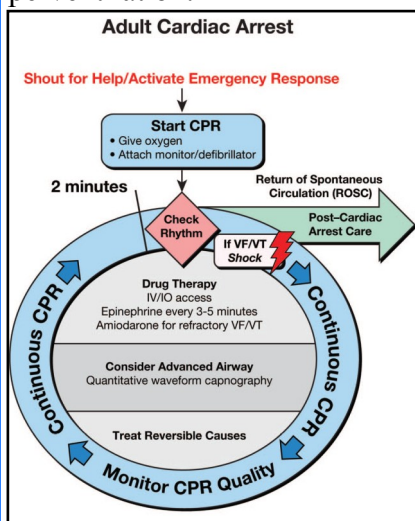 Adult Cardiac Arrest
Shout for Help/Activate Emergency Response
Start CPR
• Give oxygen
• Attach monitor/defibrillator
2 minutes
Return of Spontaneous
Circulation (ROSC)
Check
Rhythm
Post–Cardiac
Arrest Care
If VF/VT
Shock
Drug Therapy
IV/IO access
Epinephrine every 3-5 minutes
Amiodarone for refractory VF/VT
Consider Advanced Airway
Quantitative waveform capnography
Treat Reversible Causes
Continuous CPR
Continuous CPR
Monitor CPR Quality